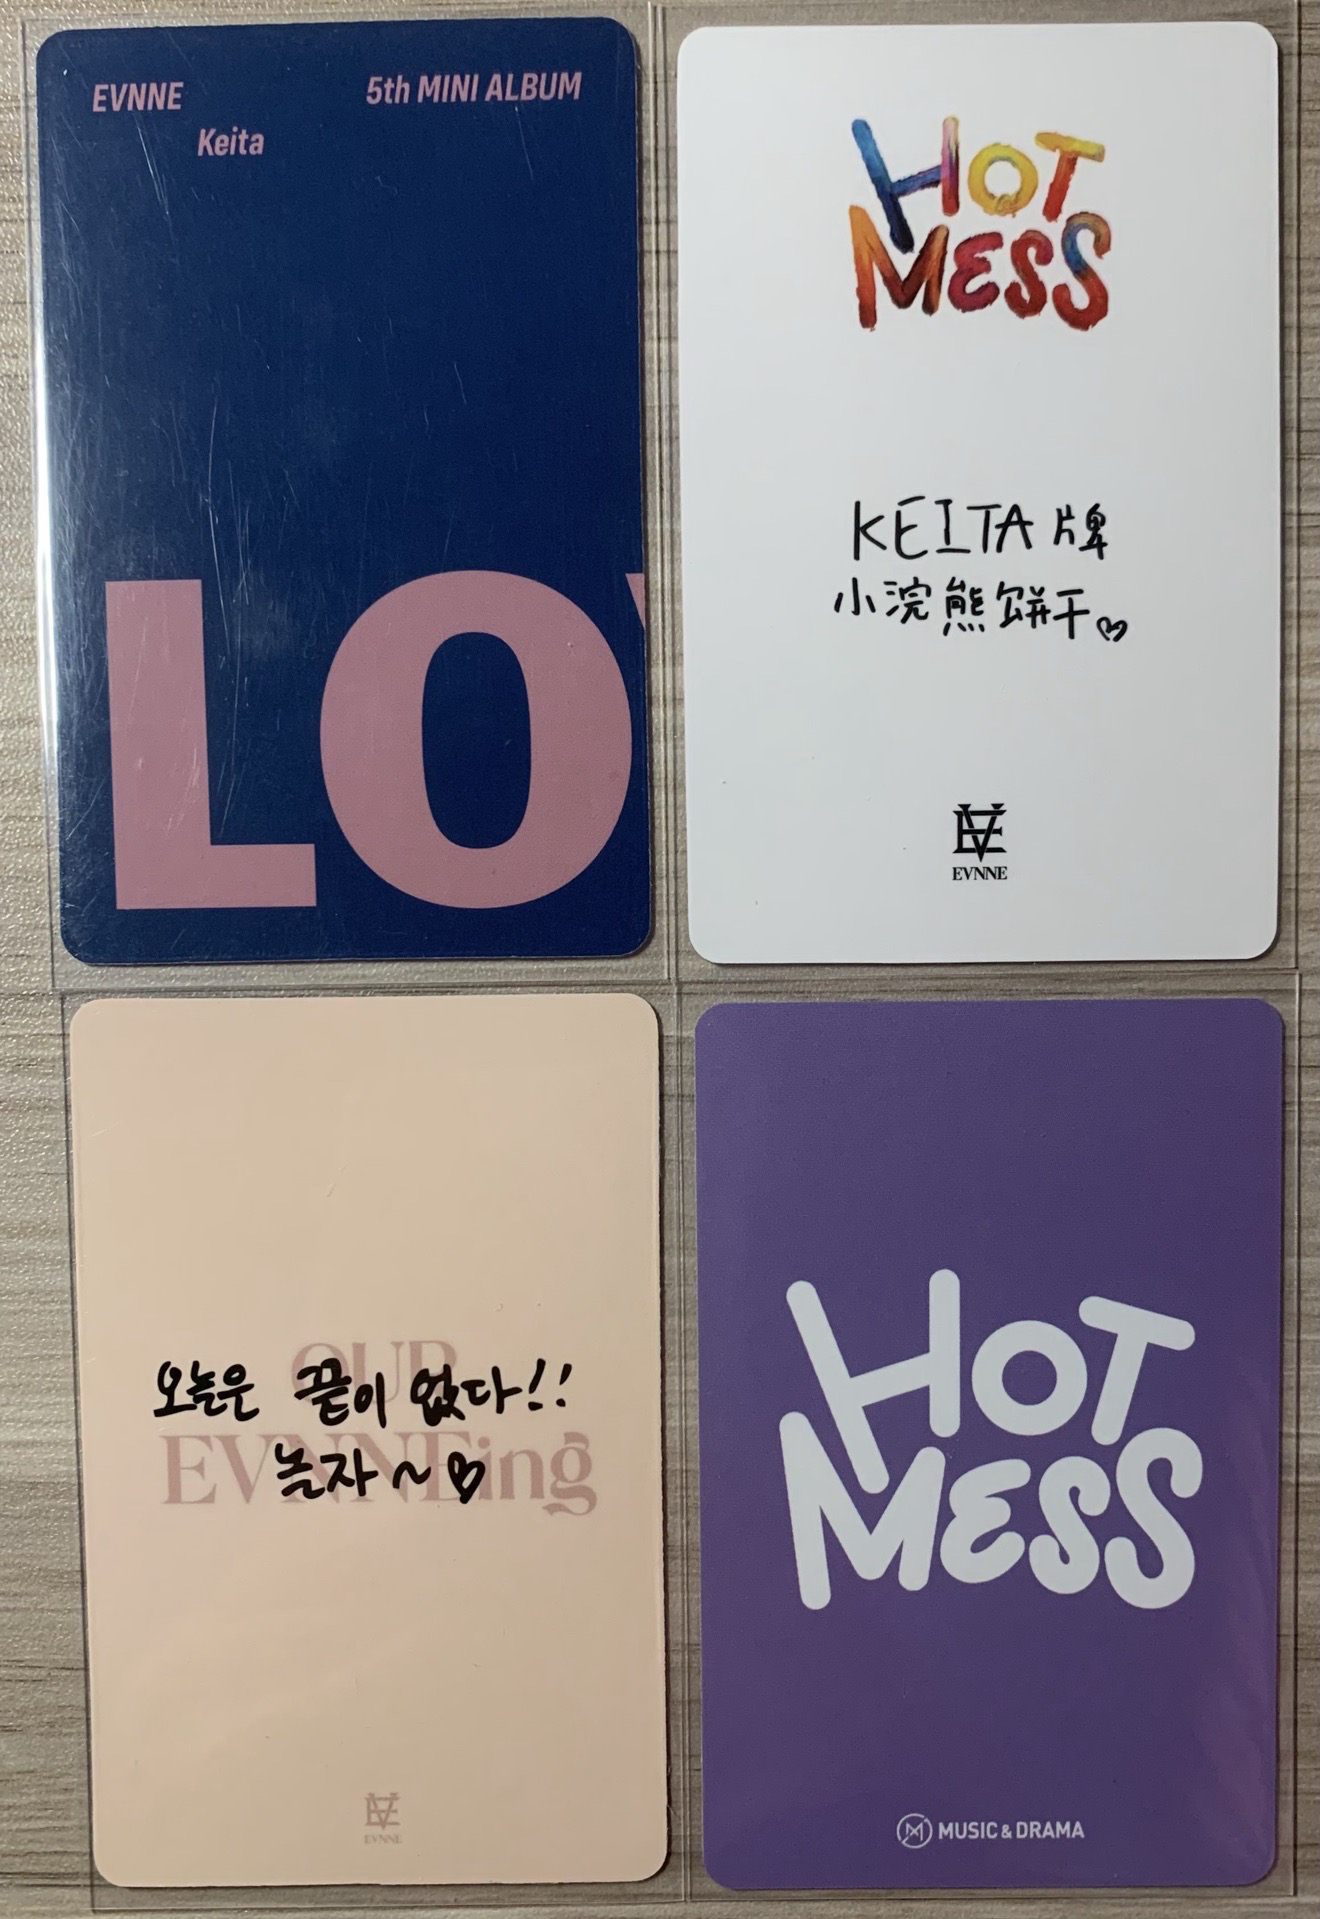 EVNNE
5th MINI ALBUM
Keita
LO
HOT
MESS
KEITA 牌
小浣熊饼干♡
EVNNE
OUR
오늘은 끝이 없다!!
EVNNEing
놀자~♡
EVNNE
HOT
MESS
MUSIC & DRAMA